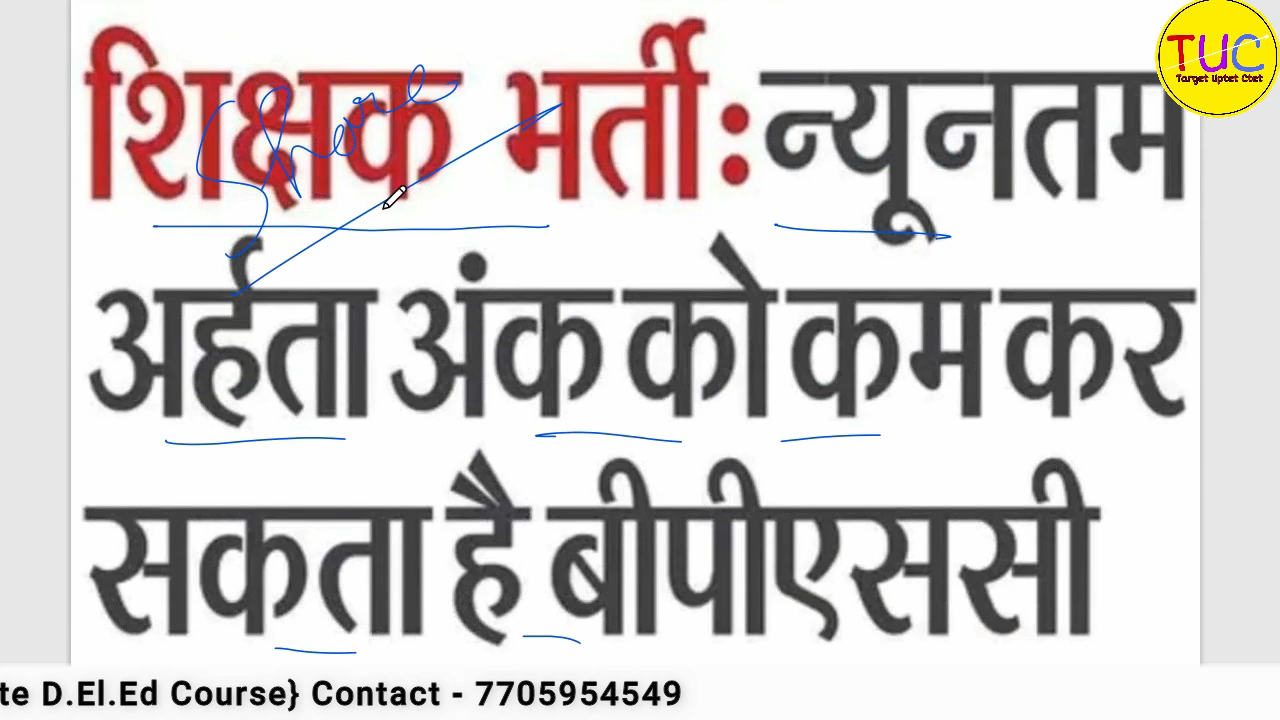 TUC
Target Uptet Ctet
शिक्षक भर्ती: न्यूनतम
Share
अर्हता अंक को कम कर
सकता है बीपीएससी
te D.El.Ed Course} Contact - 7705954549